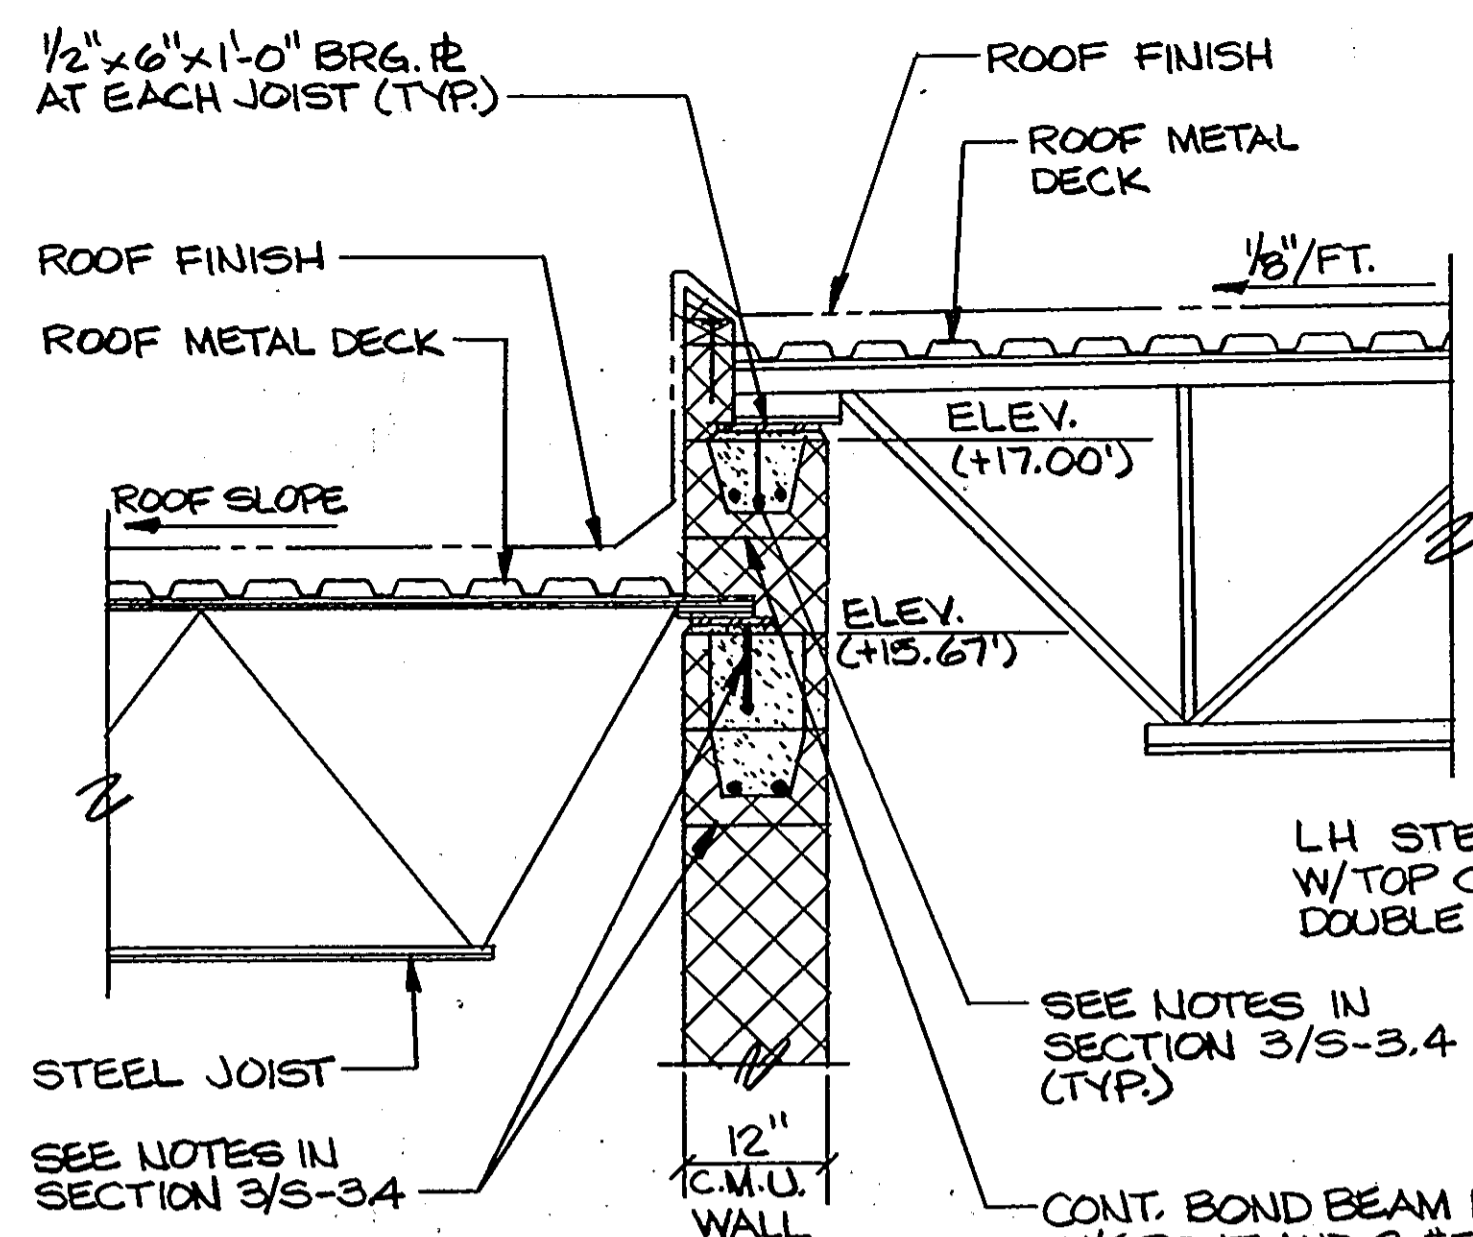 1/2"x6"x1'-0" BRG. PL
AT EACH JOIST (TYP.)
ROOF FINISH
ROOF METAL
DECK
ROOF FINISH
1/8"/FT.
ROOF METAL DECK
ELEV.
(+17.00')
ROOF SLOPE
ELEV.
(+15.67')
LH
W/TOP
DOUBLE
SEE NOTES IN
SECTION 3/S-3.4
(TYP.)
STEEL JOIST
SEE NOTES IN
SECTION 3/S-3.4
12"
C.M.U.
WALL
CONT. BOND BEAM